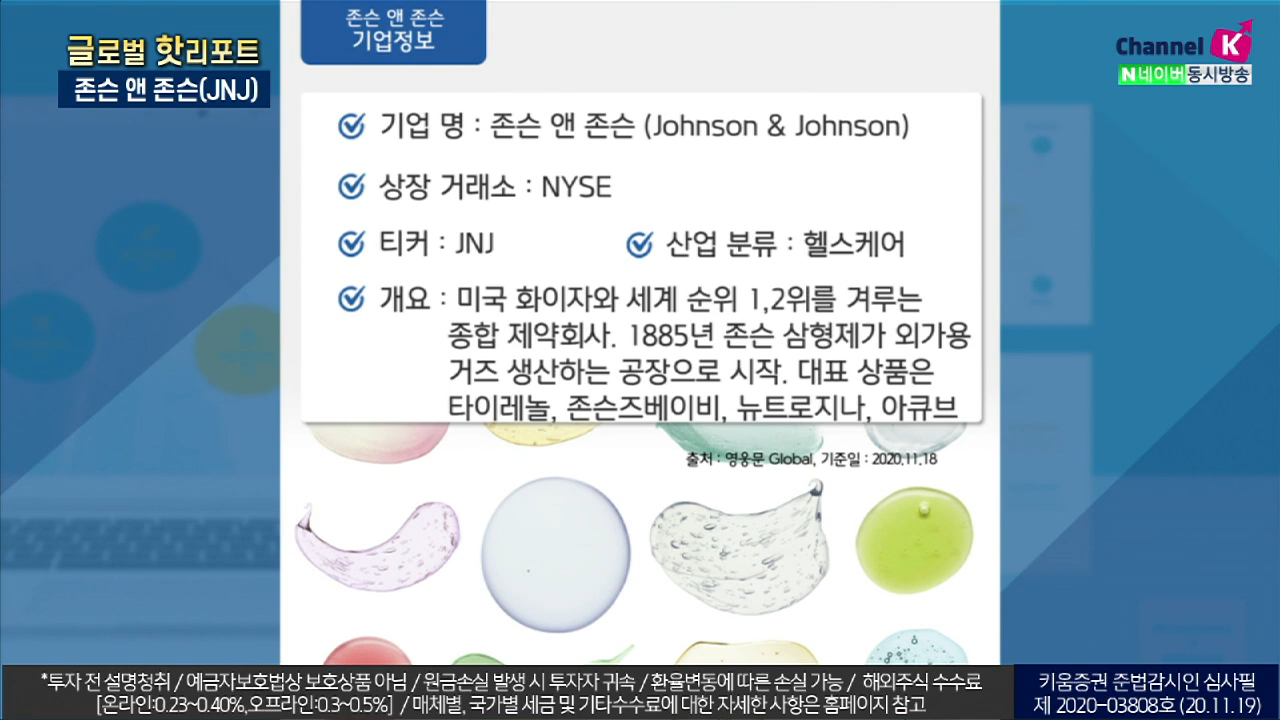 존슨 앤 존슨
기업정보
글로벌 핫리포트
존슨 앤 존슨(JNJ)
Channel K
N 네이버 동시방송
기업 명 : 존슨 앤 존슨 (Johnson & Johnson)
상장 거래소 : NYSE
티커 : JNJ
산업 분류 : 헬스케어
개요 : 미국 화이자와 세계 순위 1,2위를 겨루는
종합 제약회사. 1885년 존슨 삼형제가 외가용
거즈 생산하는 공장으로 시작. 대표 상품은
타이레놀, 존슨즈베이비, 뉴트로지나, 아큐브
출처 : 영웅문 Global, 기준일 : 2020.11.18
*투자 전 설명청취 / 예금자보호법상 보호상품 아님 / 원금손실 발생 시 투자자 귀속 / 환율변동에 따른 손실 가능 / 해외주식 수수료
[온라인:0.23~0.40%,오프라인:0.3~0.5%] / 매체별, 국가별 세금 및 기타수수료에 대한 자세한 사항은 홈페이지 참고
키움증권 준법감시인 심사필
제 2020-03808호 (20.11.19)